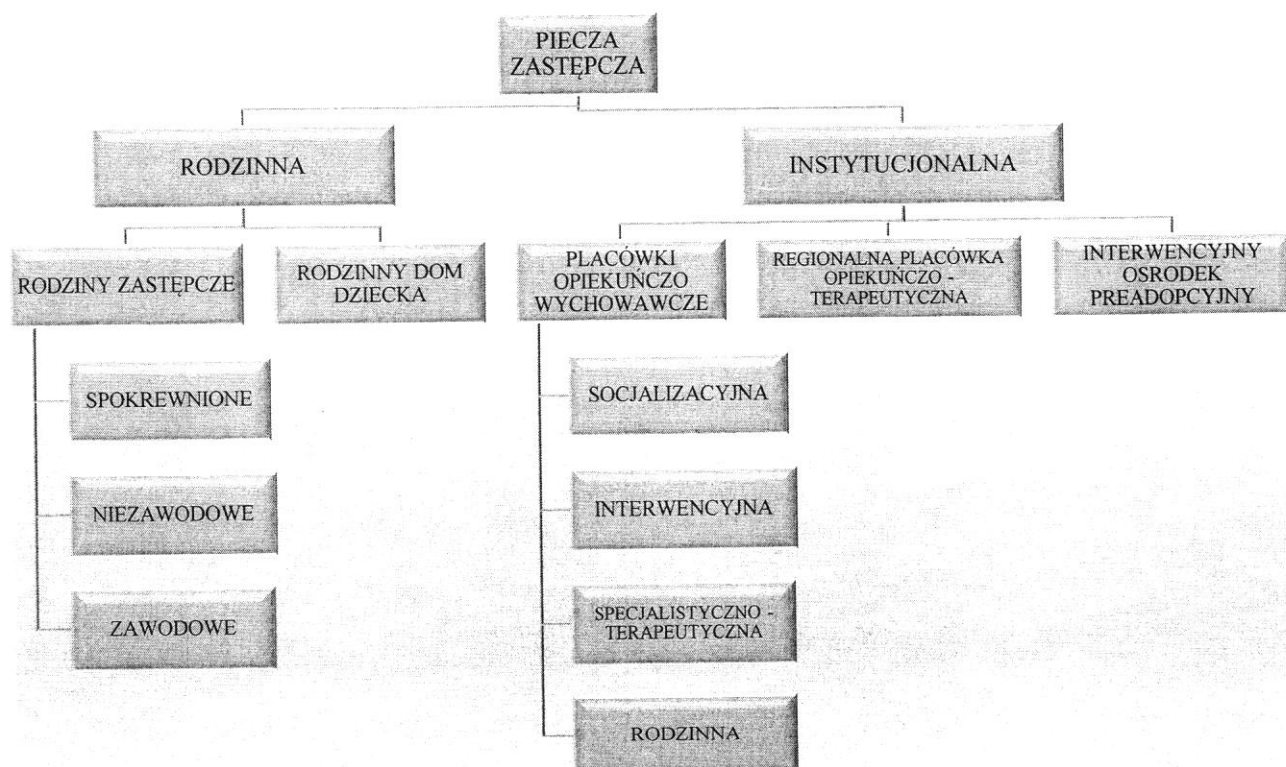 PIECZA
ZASTĘPCZA
RODZINNA
INSTYTUCJONALNA
RODZINY ZASTĘPCZE
RODZINNY DOM
DZIECKA
PLACÓWKI
OPIEKUŃCZO
WYCHOWAWCZE
REGIONALNA PLACÓWKA
OPIEKUŃCZO -
TERAPEUTYCZNA
INTERWENCYJNY
OSRODEK
PREADOPCYJNY
SPOKREWNIONE
NIEZAWODOWE
ZAWODOWE
SOCJALIZACYJNA
INTERWENCYJNA
SPECJALISTYCZNO -
TERAPEUTYCZNA
RODZINNA